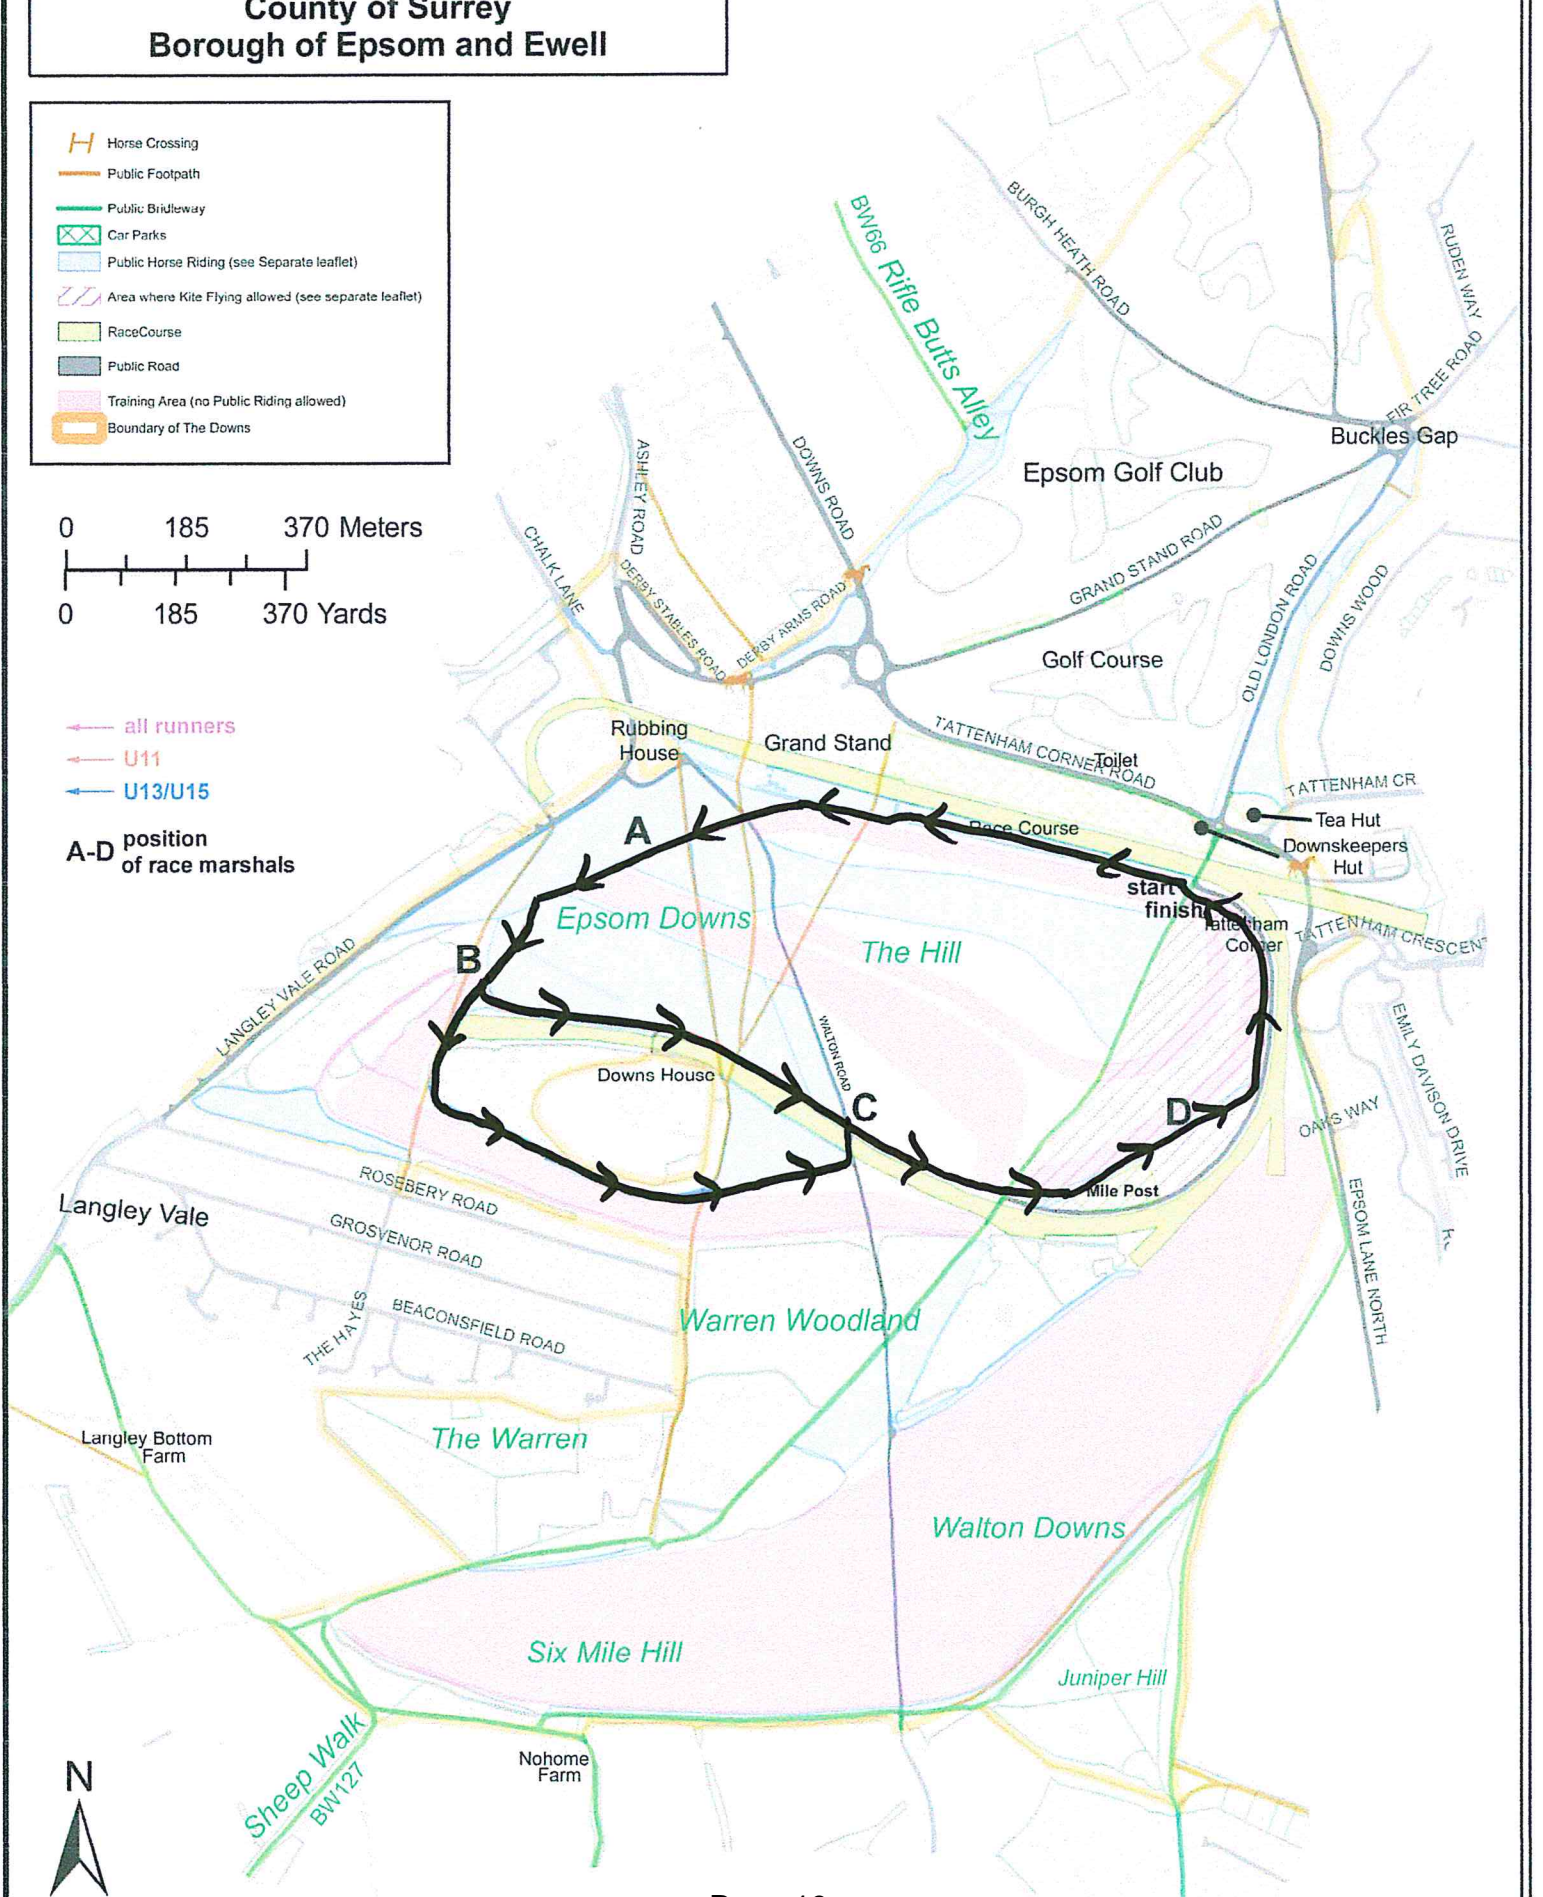 County of Surrey
Borough of Epsom and Ewell
Horse Crossing
Public Footpath
Public Bridleway
Car Parks
Public Horse Riding (see Separate leaflet)
Area where Kite Flying allowed (see separate leaflet)
RaceCourse
Public Road
Training Area (no Public Riding allowed)
Boundary of The Downs
0 185 370 Meters
0 185 370 Yards
all runners
U11
U13/U15
A-D position
of race marshals
BURGH HEATH ROAD
RUDEN WAY
BW66 Rifle Butts Alley
FIR TREE ROAD
Buckles Gap
Epsom Golf Club
ASHLEY ROAD
DOWNS ROAD
CHALK LANE
DERBY STABLES ROAD
DERBY ARMS ROAD
GRAND STAND ROAD
OLD LONDON ROAD
DOWNS WOOD
Golf Course
Rubbing
House
Grand Stand
TATTENHAM CORNER ROAD
Toilet
TATTENHAM CR
Tea Hut
Downskeepers
Hut
Race Course
A
start
finish
Tattenham
Corner
TATTENHAM CRESCENT
Epsom Downs
The Hill
B
LANGLEY VALE ROAD
WALTON ROAD
EMILY DAVISON DRIVE
Downs House
C
D
OAKS WAY
Mile Post
EPSOM LANE NORTH
Langley Vale
ROSEBERY ROAD
GROSVENOR ROAD
BEACONSFIELD ROAD
THE HAYES
Warren Woodland
The Warren
Langley Bottom
Farm
Walton Downs
Six Mile Hill
Juniper Hill
Sheep Walk
BW127
Nohome
Farm
N